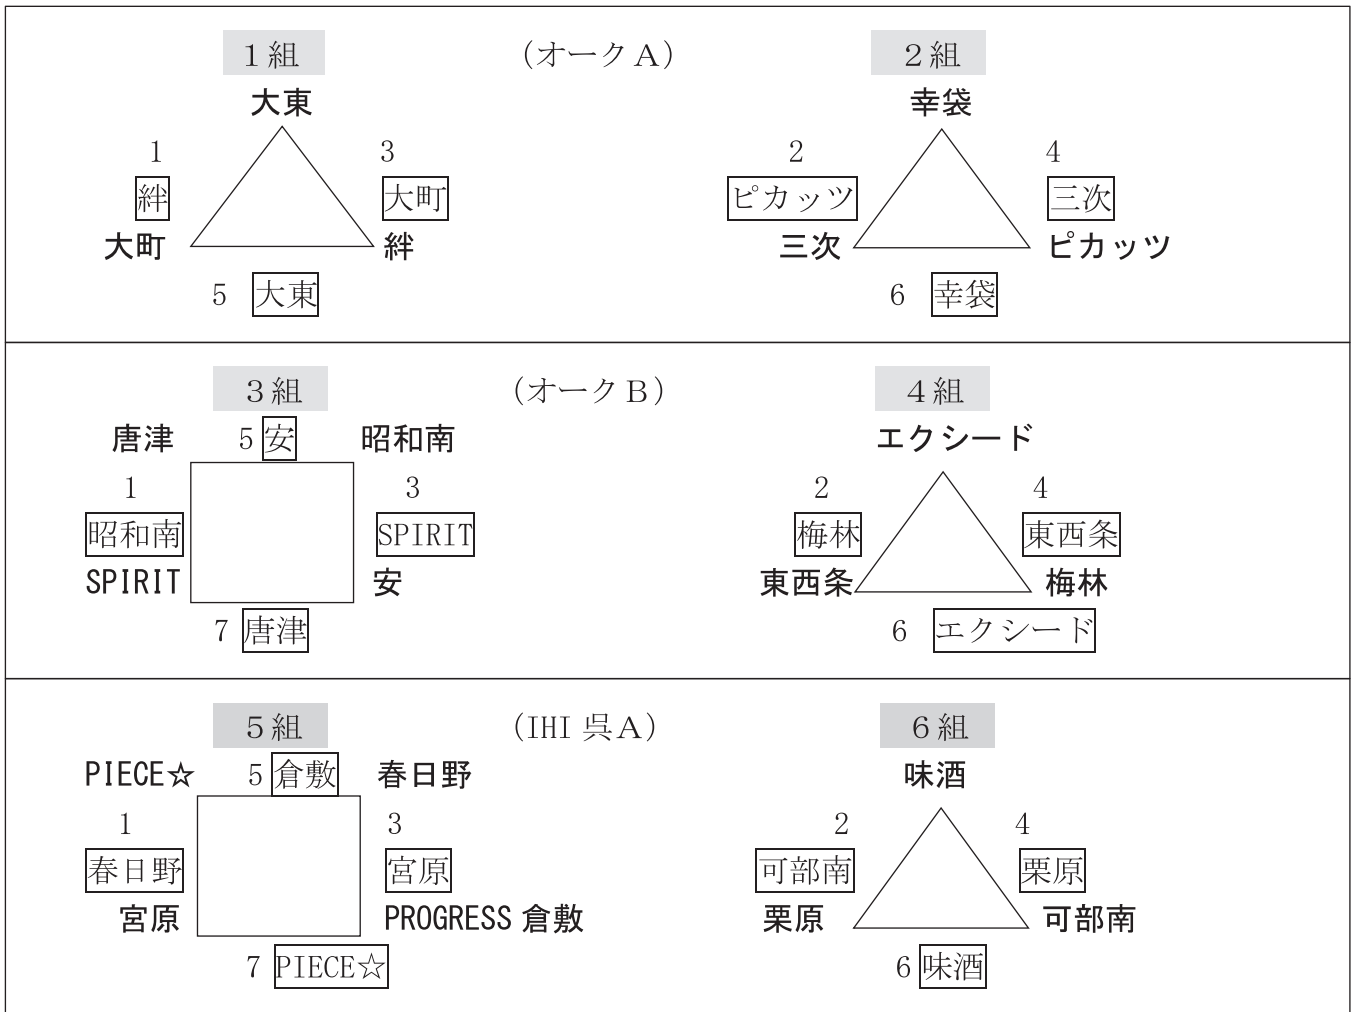 １組 （オークＡ） ２組
大東 幸袋
1 3 2 4
絆 大町 ピカッツ 三次
大町 絆 三次 ピカッツ
5 大東 6 幸袋
３組 （オークＢ） ４組
唐津 5 安 昭和南 エクシード
1 3 2 4
昭和南 SPIRIT 梅林 東西条
SPIRIT 安 東西条 梅林
7 唐津 6 エクシード
５組 （IHI 呉Ａ） ６組
PIECE☆ 5 倉敷 春日野 味酒
1 3 2 4
春日野 宮原 可部南 栗原
宮原 PROGRESS 倉敷 栗原 可部南
7 PIECE☆ 6 味酒